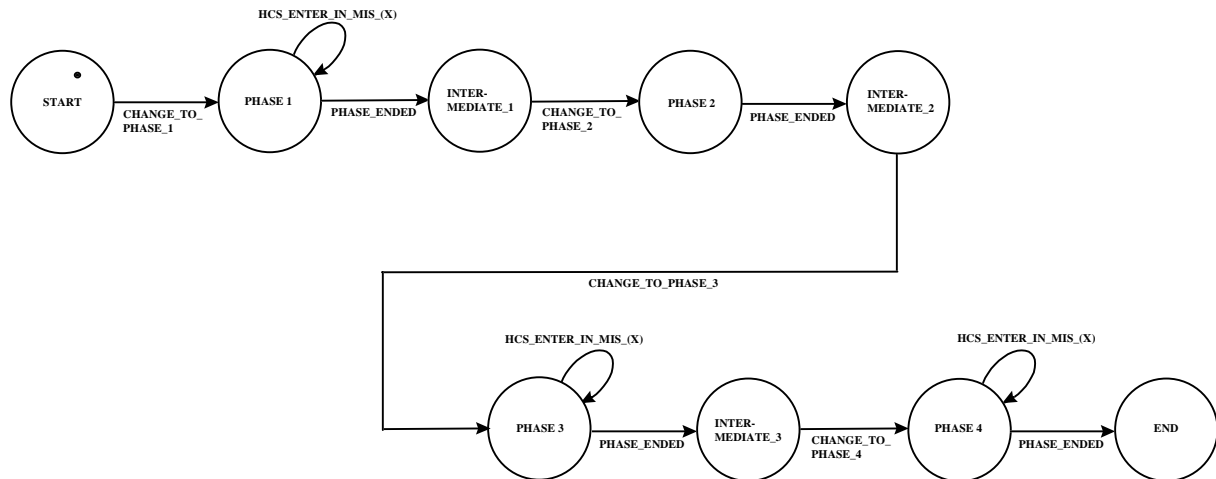 HCS_ENTER_IN_MIS_(X)
START
CHANGE_TO_
PHASE_1
PHASE 1
PHASE_ENDED
INTER-
MEDIATE_1
CHANGE_TO_
PHASE_2
PHASE 2
PHASE_ENDED
INTER-
MEDIATE_2
CHANGE_TO_PHASE_3
HCS_ENTER_IN_MIS_(X)
PHASE 3
PHASE_ENDED
INTER-
MEDIATE_3
CHANGE_TO_
PHASE_4
HCS_ENTER_IN_MIS_(X)
PHASE 4
PHASE_ENDED
END